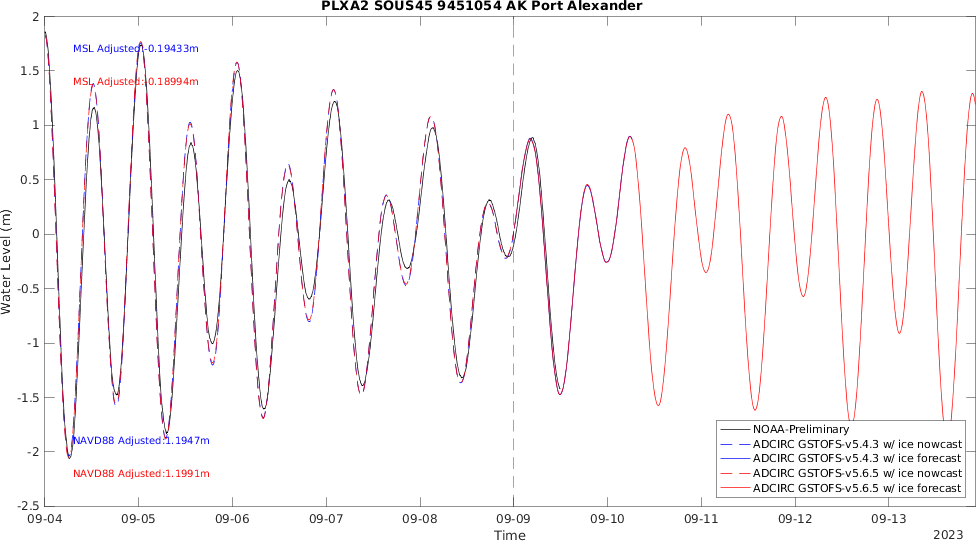 PLXA2 SOUS45 9451054 AK Port Alexander
2
1.5
1
0.5
0
-0.5
-1
-1.5
-2
-2.5
Water Level (m)
MSL Adjusted:-0.19433m
MSL Adjusted:-0.18994m
NAVD88 Adjusted:1.1947m
NAVD88 Adjusted:1.1991m
NOAA-Preliminary
ADCIRC GSTOFS-v5.4.3 w/ ice nowcast
ADCIRC GSTOFS-v5.4.3 w/ ice forecast
ADCIRC GSTOFS-v5.6.5 w/ ice nowcast
ADCIRC GSTOFS-v5.6.5 w/ ice forecast
09-04 09-05 09-06 09-07 09-08 09-09 09-10 09-11 09-12 09-13
Time
2023